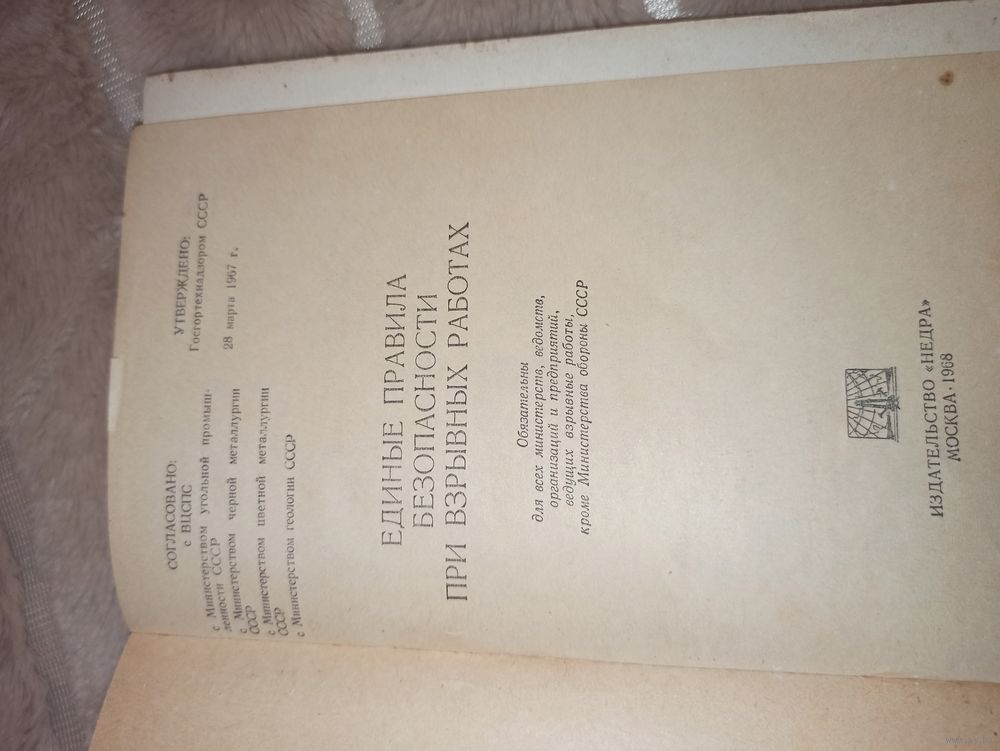 СОГЛАСОВАНО:
с ВЦСПС
с Министерством угольной промыш-
ленности СССР
с Министерством черной металлургии
СССР
с Министерством цветной металлургии
СССР
с Министерством геологии СССР
УТВЕРЖДЕНО:
Госгортехнадзором СССР
28 марта 1967 г.
ЕДИНЫЕ ПРАВИЛА
БЕЗОПАСНОСТИ
ПРИ ВЗРЫВНЫХ РАБОТАХ
Обязательны
для всех министерств, ведомств,
организаций и предприятий,
ведущих взрывные работы,
кроме Министерства обороны СССР
ИЗДАТЕЛЬСТВО «НЕДРА»
МОСКВА · 1968